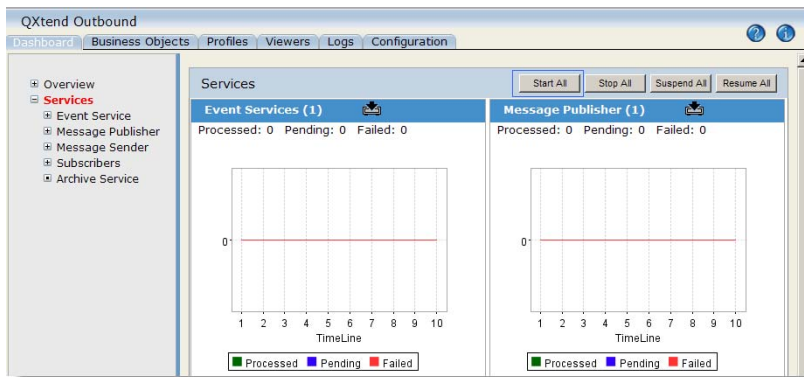 QXtend Outbound
Dashboard Business Objects Profiles Viewers Logs Configuration
Overview
Services
Event Service
Message Publisher
Message Sender
Subscribers
Archive Service
Services
Start All Stop All Suspend All Resume All
Event Services (1)
Processed: 0 Pending: 0 Failed: 0
0
1 2 3 4 5 6 7 8 9 10
TimeLine
Processed Pending Failed
Message Publisher (1)
Processed: 0 Pending: 0 Failed: 0
0
1 2 3 4 5 6 7 8 9 10
TimeLine
Processed Pending Failed